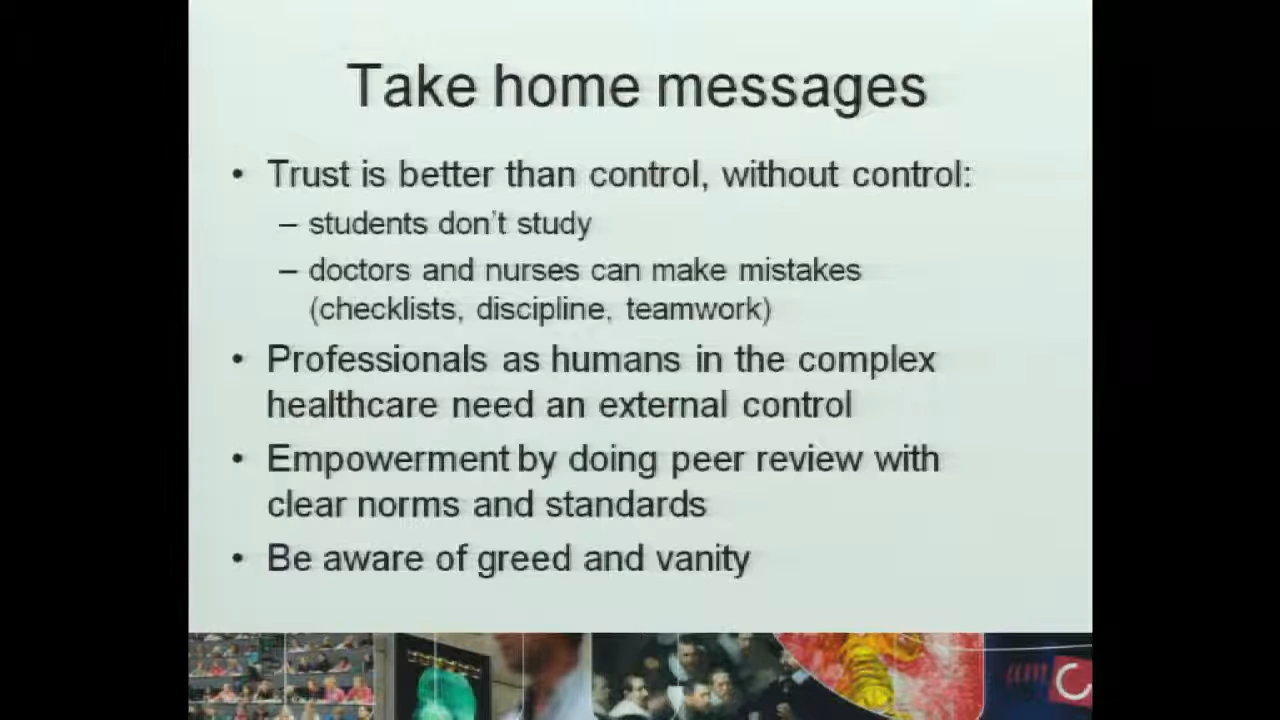 Take home messages
• Trust is better than control, without control:
– students don't study
– doctors and nurses can make mistakes
(checklists, discipline, teamwork)
• Professionals as humans in the complex
healthcare need an external control
• Empowerment by doing peer review with
clear norms and standards
• Be aware of greed and vanity